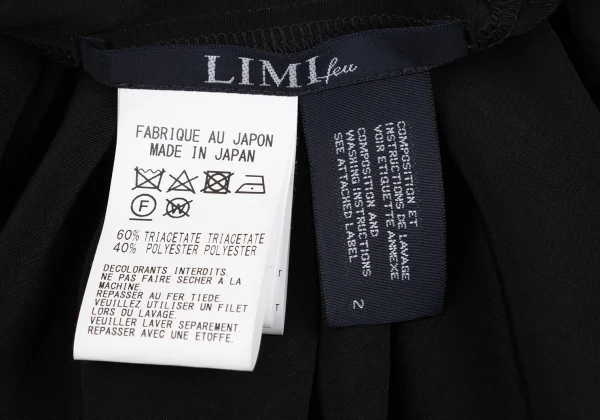 LIMI feu
FABRIQUE AU JAPON
MADE IN JAPAN
F
W
60% TRIACETATE TRIACETATE
40% POLYESTER POLYESTER
DECOLORANTS INTERDITS.
NE PAS FAIRE SECHER À LA
MACHINE.
REPASSER AU FER TIEDE.
VEUILLEZ UTILISER UN FILET
LORS DU LAVAGE.
VEUILLER LAVER SEPAREMENT.
REPASSER AVEC UNE ETOFFE.
T
T
COMPOSITION ET
INSTRUCTIONS DE LAVAGE
VOIR ETIQUETTE ANNEXE
COMPOSITION AND
WASHING INSTRUCTIONS
SEE ATTACHED LABEL
2